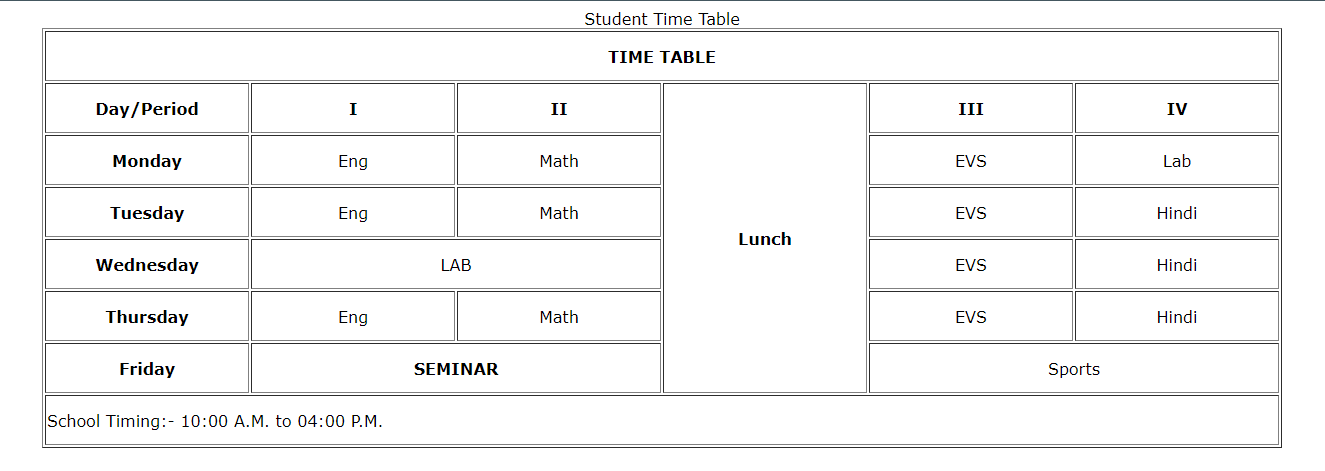 Student Time Table
TIME TABLE
Day/Period I II III IV
Monday Eng Math EVS Lab
Tuesday Eng Math EVS Hindi
Lunch
Wednesday LAB EVS Hindi
Thursday Eng Math EVS Hindi
Friday SEMINAR Sports
School Timing:- 10:00 A.M. to 04:00 P.M.